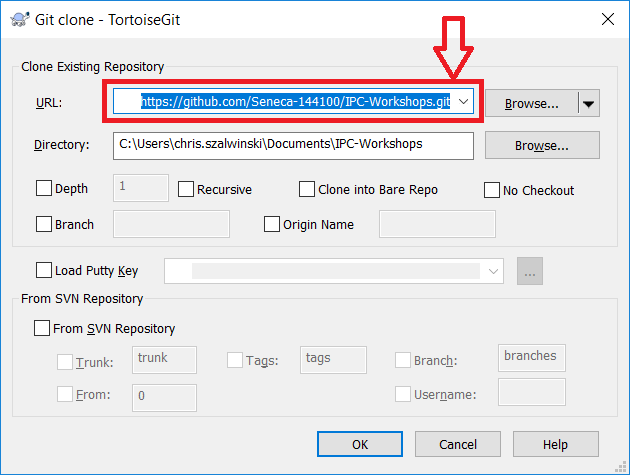 Git clone - TortoiseGit
Clone Existing Repository
URL: https://github.com/Seneca-144100/IPC-Workshops.git Browse...
Directory: C:\Users\chris.szalwinski\Documents\IPC-Workshops Browse...
Depth 1 Recursive Clone into Bare Repo No Checkout
Branch Origin Name
Load Putty Key ...
From SVN Repository
From SVN Repository
Trunk: trunk Tags: tags Branch: branches
From: 0 Username:
OK Cancel Help